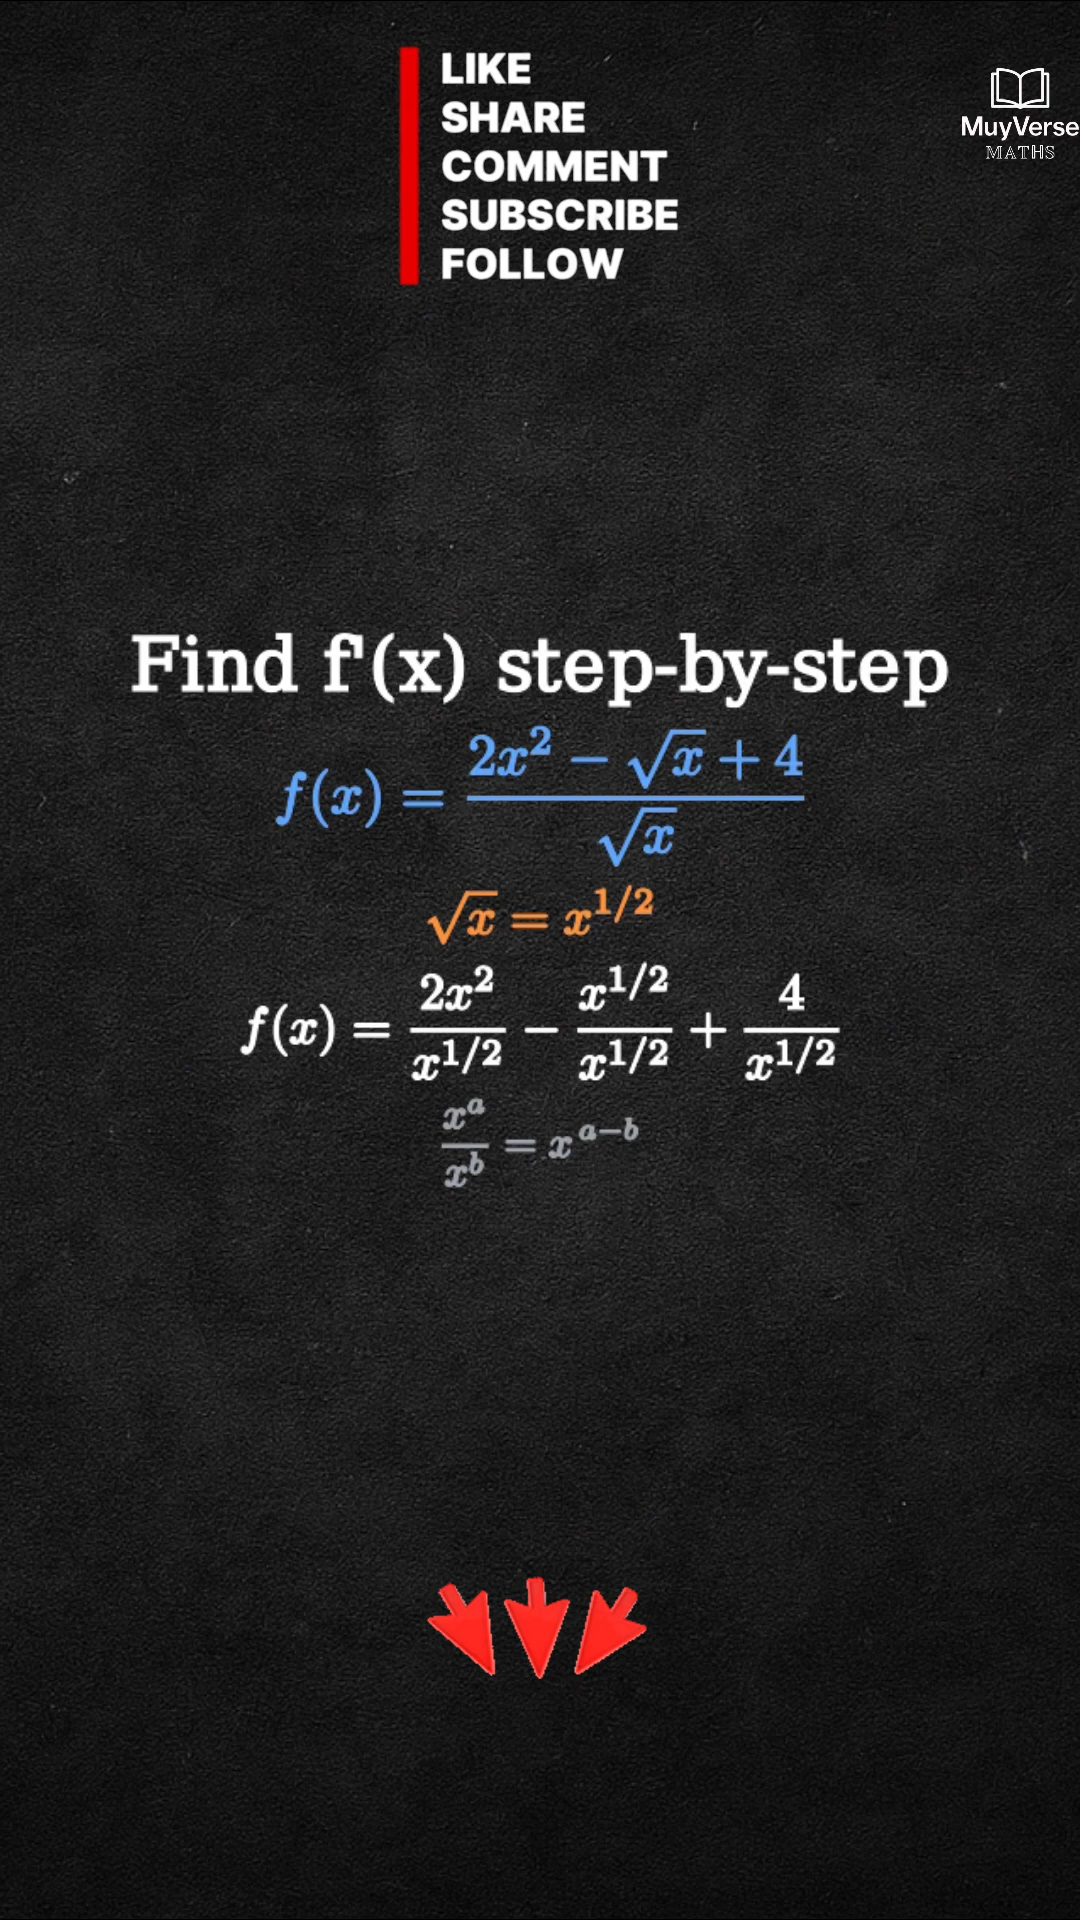 LIKE
SHARE
COMMENT
SUBSCRIBE
FOLLOW
MuyVerse
MATHS
Find f'(x) step-by-step
f(x) = (2x² − √x + 4) / √x
√x = x^{1/2}
f(x) = 2x²/x^{1/2} − x^{1/2}/x^{1/2} + 4/x^{1/2}
x^a/x^b = x^{a−b}